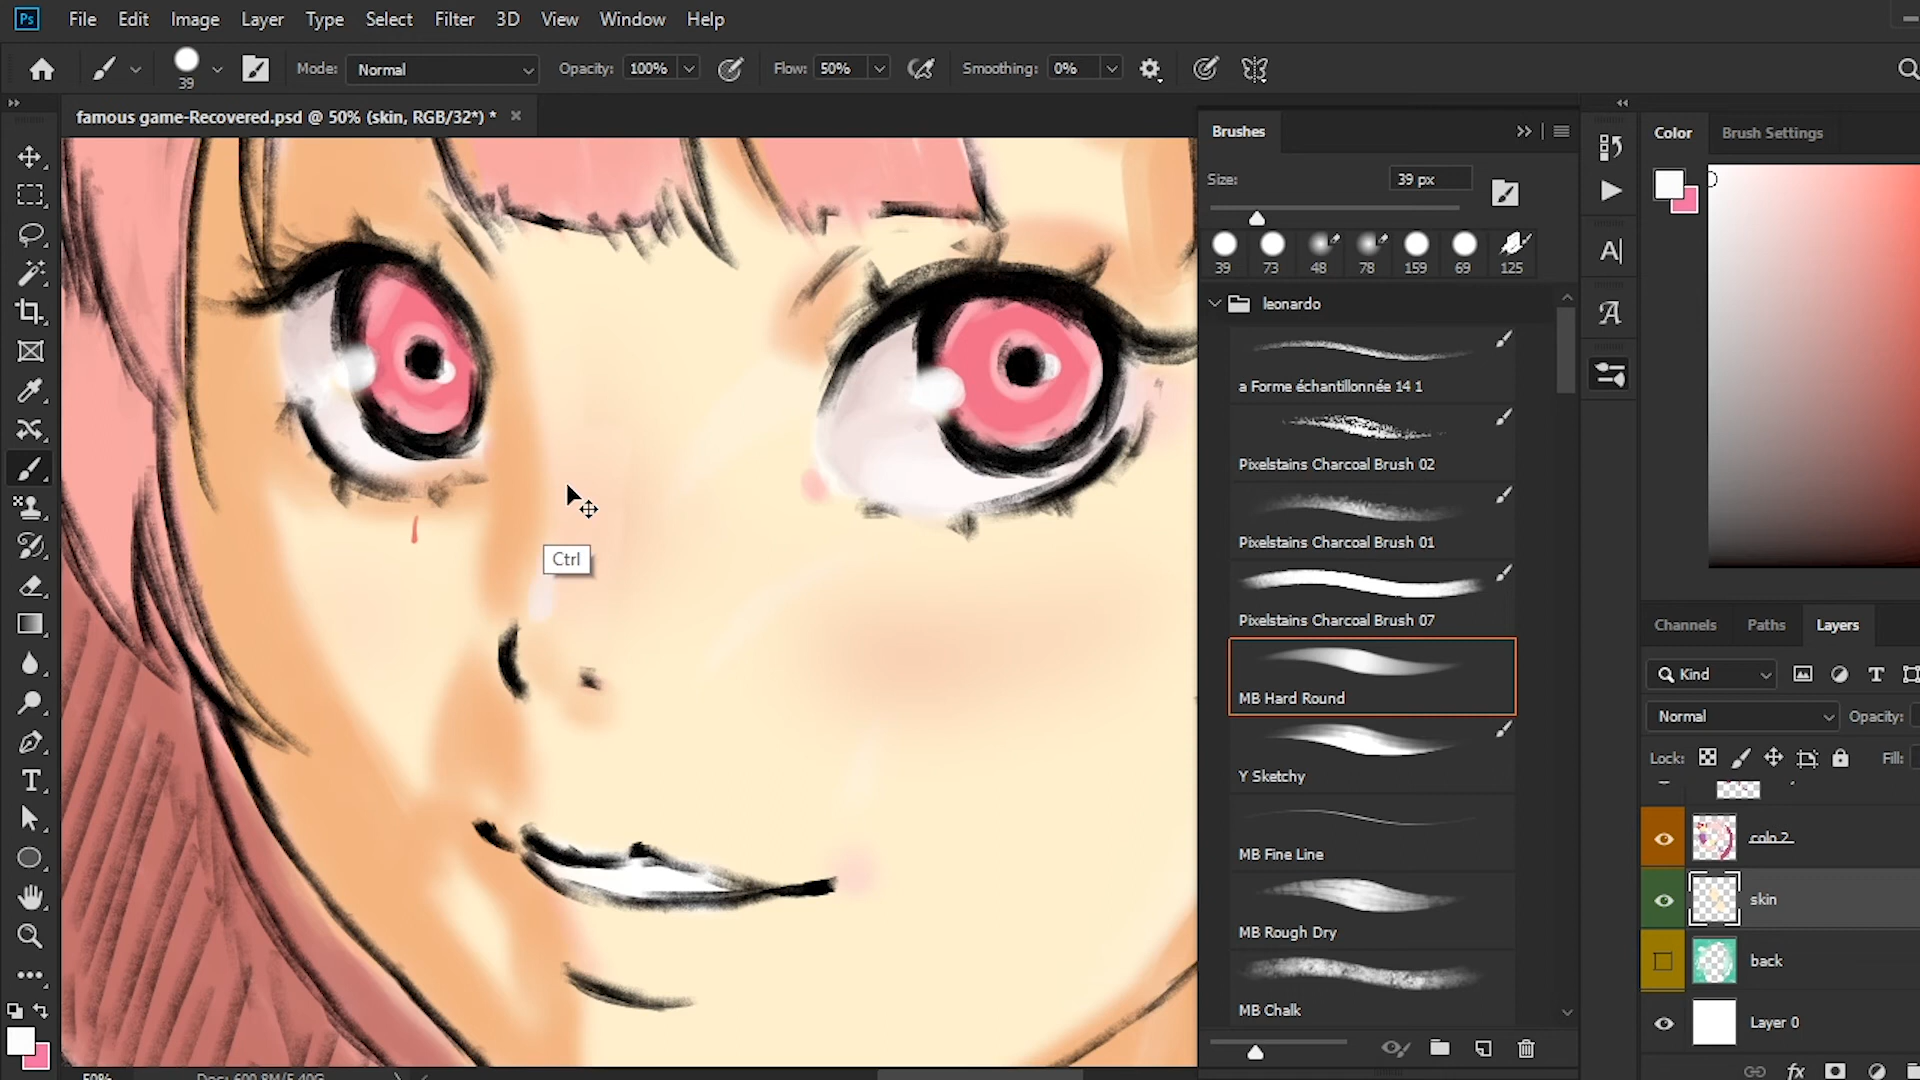 Ps File Edit Image Layer Type Select Filter 3D View Window Help
39 Mode: Normal Opacity: 100% Flow: 50% Smoothing: 0%
famous game-Recovered.psd @ 50% (skin, RGB/32*) *
Ctrl
Brushes
Size: 39 px
39 73 48 78 159 69 125
leonardo
a Forme échantillonnée 14 1
Pixelstains Charcoal Brush 02
Pixelstains Charcoal Brush 01
Pixelstains Charcoal Brush 07
MB Hard Round
Y Sketchy
MB Fine Line
MB Rough Dry
MB Chalk
Color Brush Settings
Channels Paths Layers
Kind
Normal Opacity:
Lock: Fill:
colo 2
skin
back
Layer 0
fx
50% Doc: 600.8M/5.40G